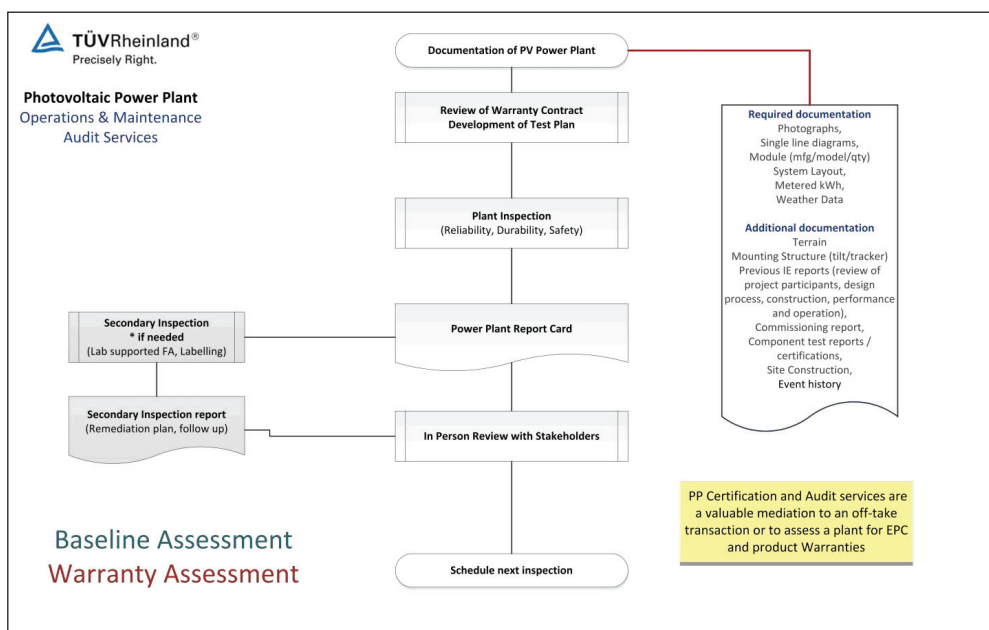 TÜVRheinland®
Precisely Right.
Photovoltaic Power Plant
Operations & Maintenance
Audit Services
Documentation of PV Power Plant
Review of Warranty Contract
Development of Test Plan
Plant Inspection
(Reliability, Durability, Safety)
Power Plant Report Card
Secondary Inspection
* if needed
(Lab supported FA, Labelling)
Secondary Inspection report
(Remediation plan, follow up)
In Person Review with Stakeholders
Schedule next inspection
Required documentation
Photographs,
Single line diagrams,
Module (mfg/model/qty)
System Layout,
Metered kWh,
Weather Data
Additional documentation
Terrain
Mounting Structure (tilt/tracker)
Previous IE reports (review of
project participants, design
process, construction, performance
and operation),
Commissioning report,
Component test reports /
certifications,
Site Construction,
Event history
PP Certification and Audit services are
a valuable mediation to an off-take
transaction or to assess a plant for EPC
and product Warranties
Baseline Assessment
Warranty Assessment